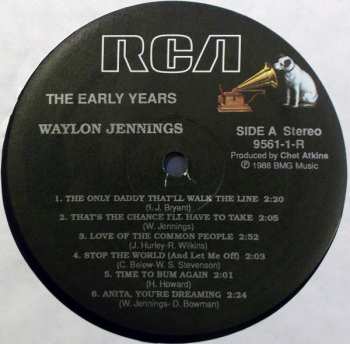 RCA
THE EARLY YEARS
WAYLON JENNINGS
SIDE A Stereo
9561-1-R
Produced by Chet Atkins
℗ 1988 BMG Music
1. THE ONLY DADDY THAT'LL WALK THE LINE 2:20
(I. J. Bryant)
2. THAT'S THE CHANCE I'LL HAVE TO TAKE 2:05
(W. Jennings)
3. LOVE OF THE COMMON PEOPLE 2:52
(J. Hurley-R. Wilkins)
4. STOP THE WORLD (And Let Me Off) 2:03
(C. Belew-W. S. Stevenson)
5. TIME TO BUM AGAIN 2:01
(H. Howard)
6. ANITA, YOU'RE DREAMING 2:24
(W. Jennings-D. Bowman)